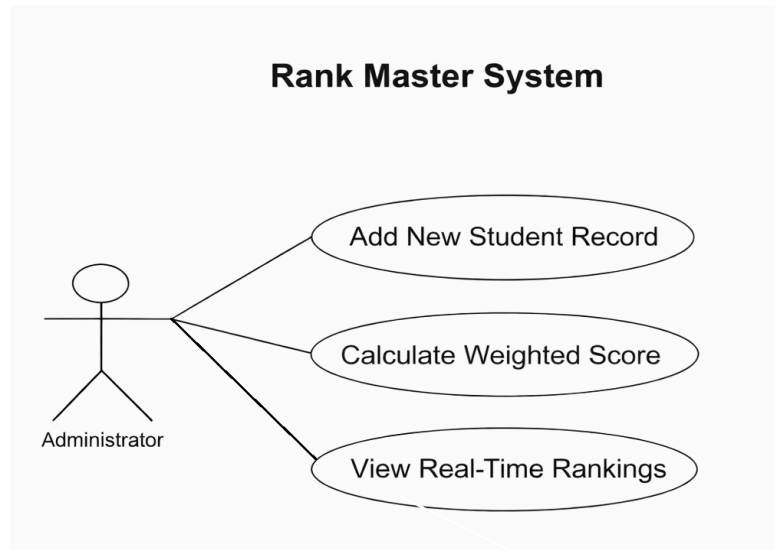 Rank Master System
Add New Student Record
Calculate Weighted Score
View Real-Time Rankings
Administrator